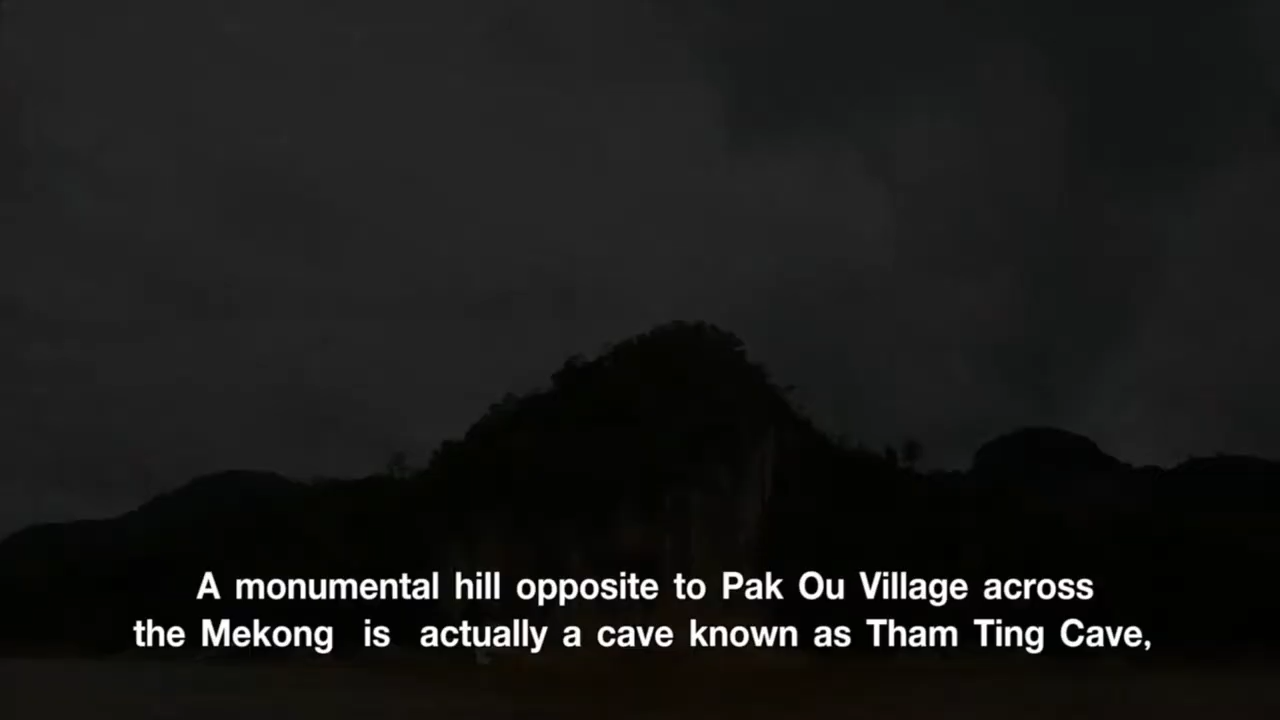 A monumental hill opposite to Pak Ou Village across
the Mekong is actually a cave known as Tham Ting Cave,